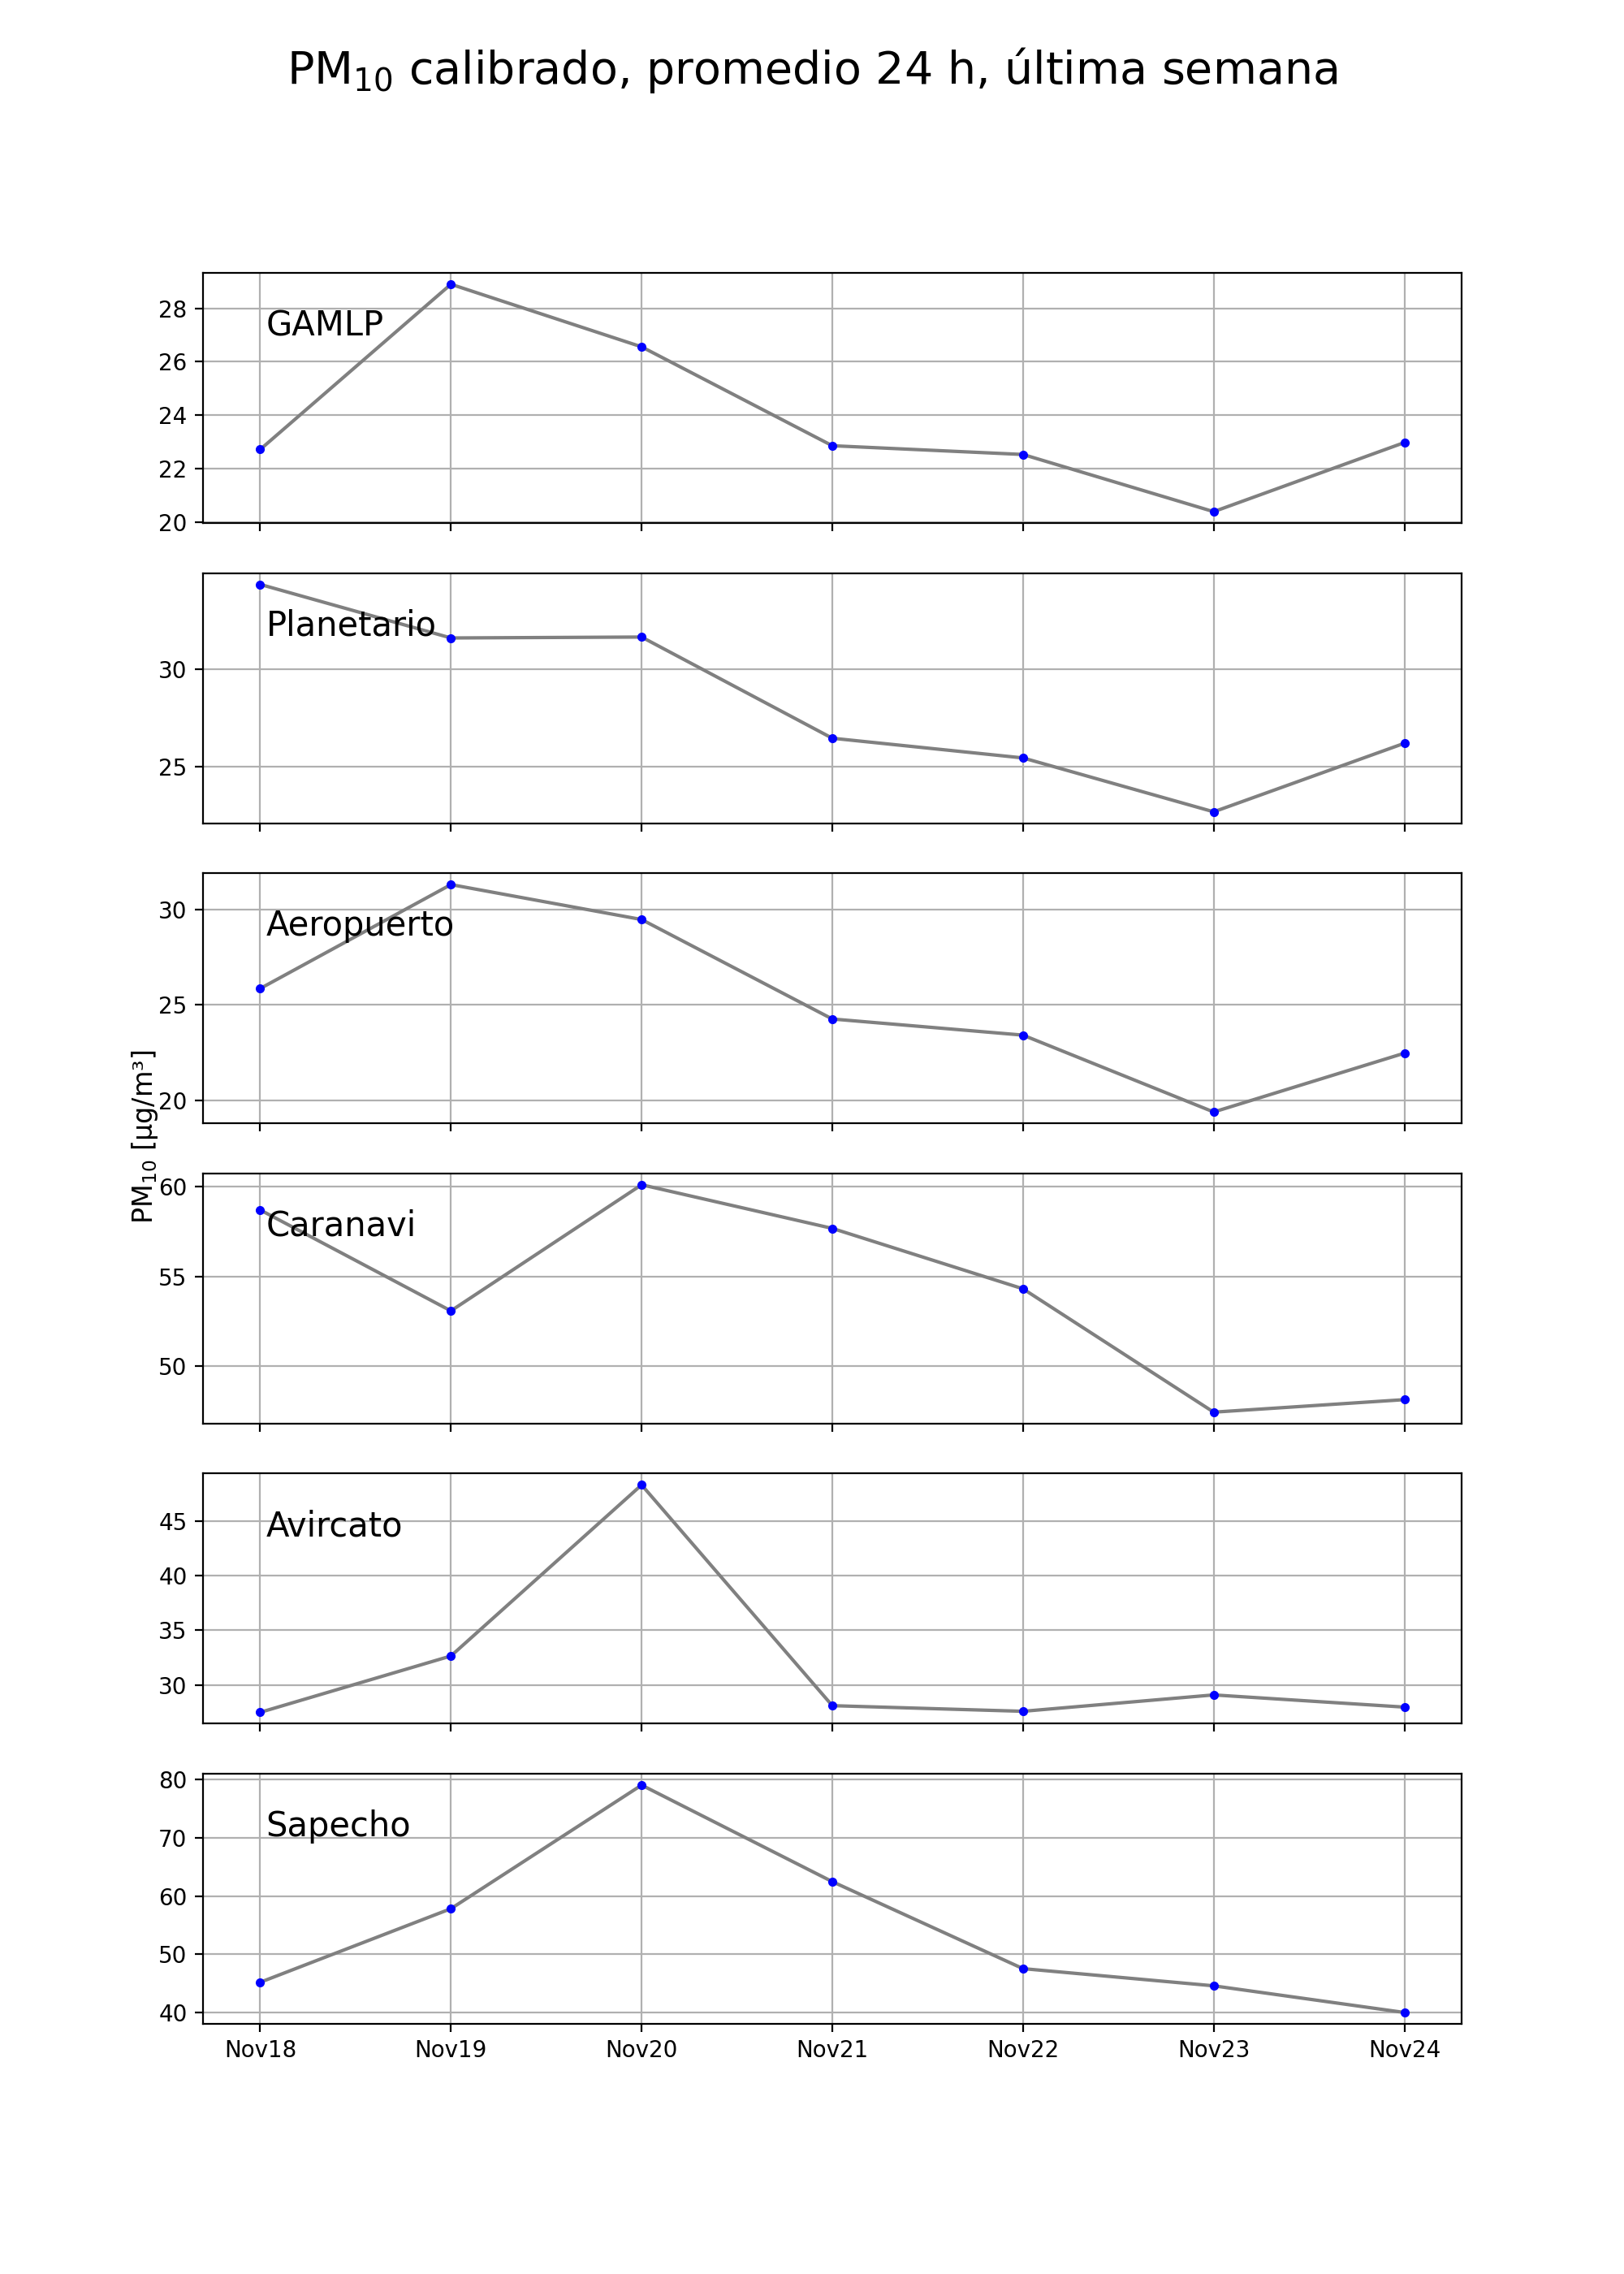 PM₁₀ calibrado, promedio 24 h, última semana
GAMLP
28
26
24
22
20
Planetario
30
25
Aeropuerto
30
25
20
PM₁₀ [µg/m³]
Caranavi
60
55
50
Avircato
45
40
35
30
Sapecho
80
70
60
50
40
Nov18 Nov19 Nov20 Nov21 Nov22 Nov23 Nov24